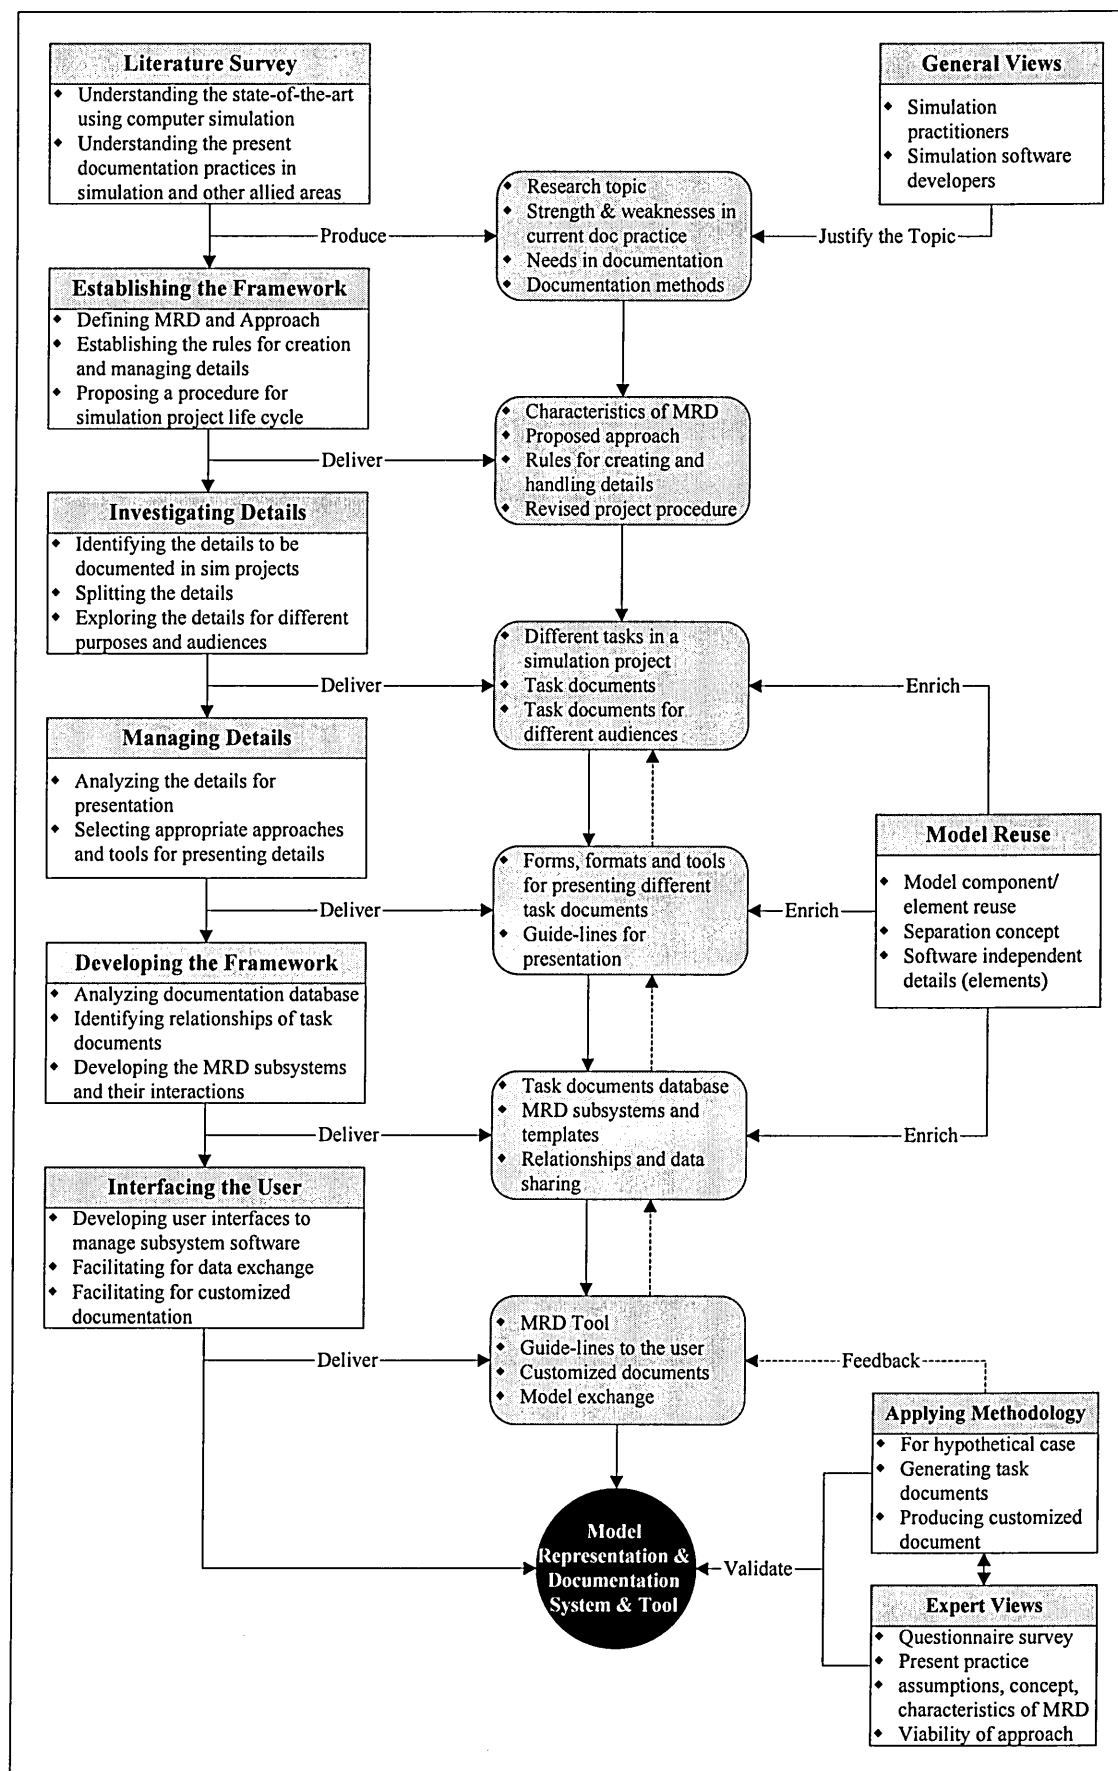 Literature Survey
◆ Understanding the state-of-the-art
using computer simulation
◆ Understanding the present
documentation practices in
simulation and other allied areas
General Views
◆ Simulation
practitioners
◆ Simulation software
developers
◆ Research topic
◆ Strength & weaknesses in
current doc practice
◆ Needs in documentation
◆ Documentation methods
Produce
Justify the Topic
Establishing the Framework
◆ Defining MRD and Approach
◆ Establishing the rules for creation
and managing details
◆ Proposing a procedure for
simulation project life cycle
◆ Characteristics of MRD
◆ Proposed approach
◆ Rules for creating and
handling details
◆ Revised project procedure
Deliver
Investigating Details
◆ Identifying the details to be
documented in sim projects
◆ Splitting the details
◆ Exploring the details for different
purposes and audiences
◆ Different tasks in a
simulation project
◆ Task documents
◆ Task documents for
different audiences
Deliver
Enrich
Managing Details
◆ Analyzing the details for
presentation
◆ Selecting appropriate approaches
and tools for presenting details
Model Reuse
◆ Model component/
element reuse
◆ Separation concept
◆ Software independent
details (elements)
◆ Forms, formats and tools
for presenting different
task documents
◆ Guide-lines for
presentation
Deliver
Enrich
Developing the Framework
◆ Analyzing documentation database
◆ Identifying relationships of task
documents
◆ Developing the MRD subsystems
and their interactions
◆ Task documents database
◆ MRD subsystems and
templates
◆ Relationships and data
sharing
Deliver
Enrich
Interfacing the User
◆ Developing user interfaces to
manage subsystem software
◆ Facilitating for data exchange
◆ Facilitating for customized
documentation
◆ MRD Tool
◆ Guide-lines to the user
◆ Customized documents
◆ Model exchange
Deliver
Feedback
Applying Methodology
◆ For hypothetical case
◆ Generating task
documents
◆ Producing customized
document
Model
Representation &
Documentation
System & Tool
Validate
Expert Views
◆ Questionnaire survey
◆ Present practice
◆ assumptions, concept,
characteristics of MRD
◆ Viability of approach